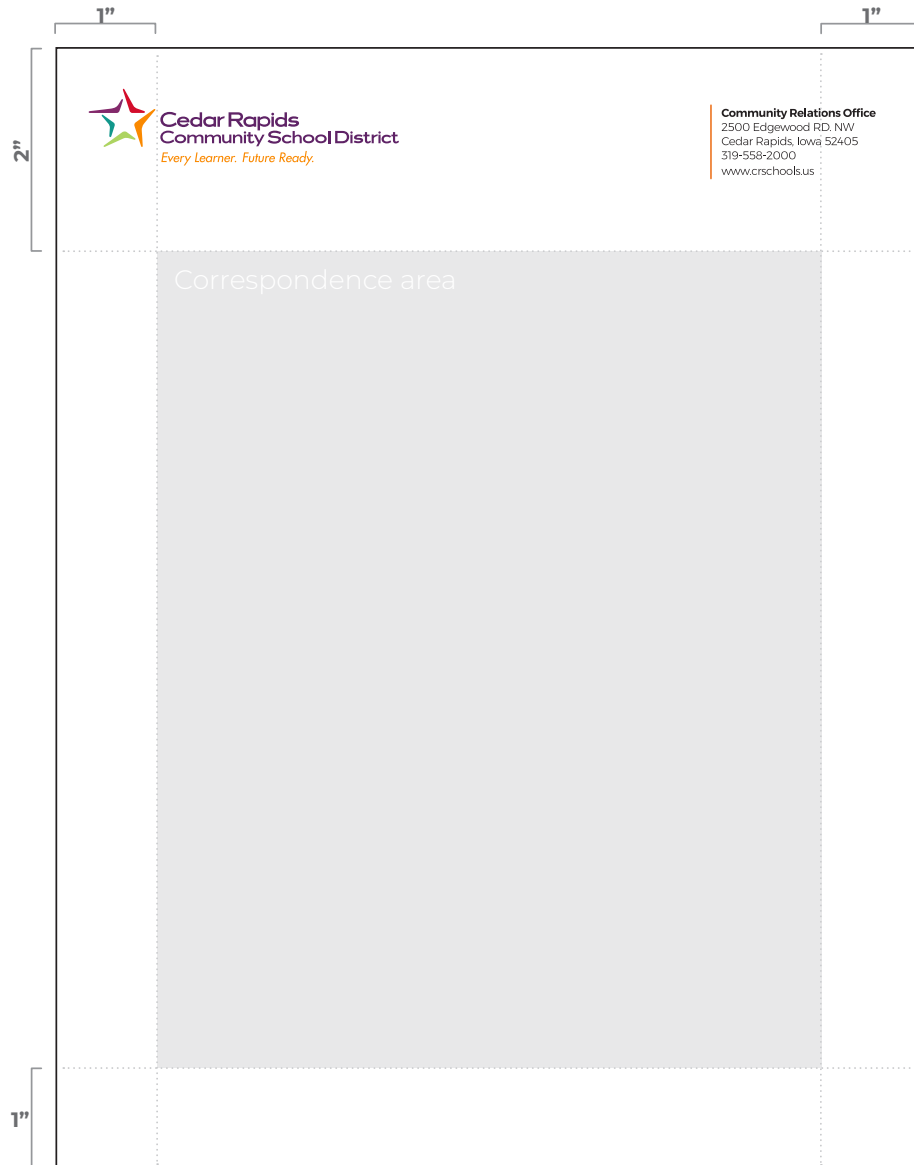 1” 1”
2”
Cedar Rapids
Community School District
Every Learner. Future Ready.
Community Relations Office
2500 Edgewood RD. NW
Cedar Rapids, Iowa 52405
319-558-2000
www.crschools.us
Correspondence area
1”